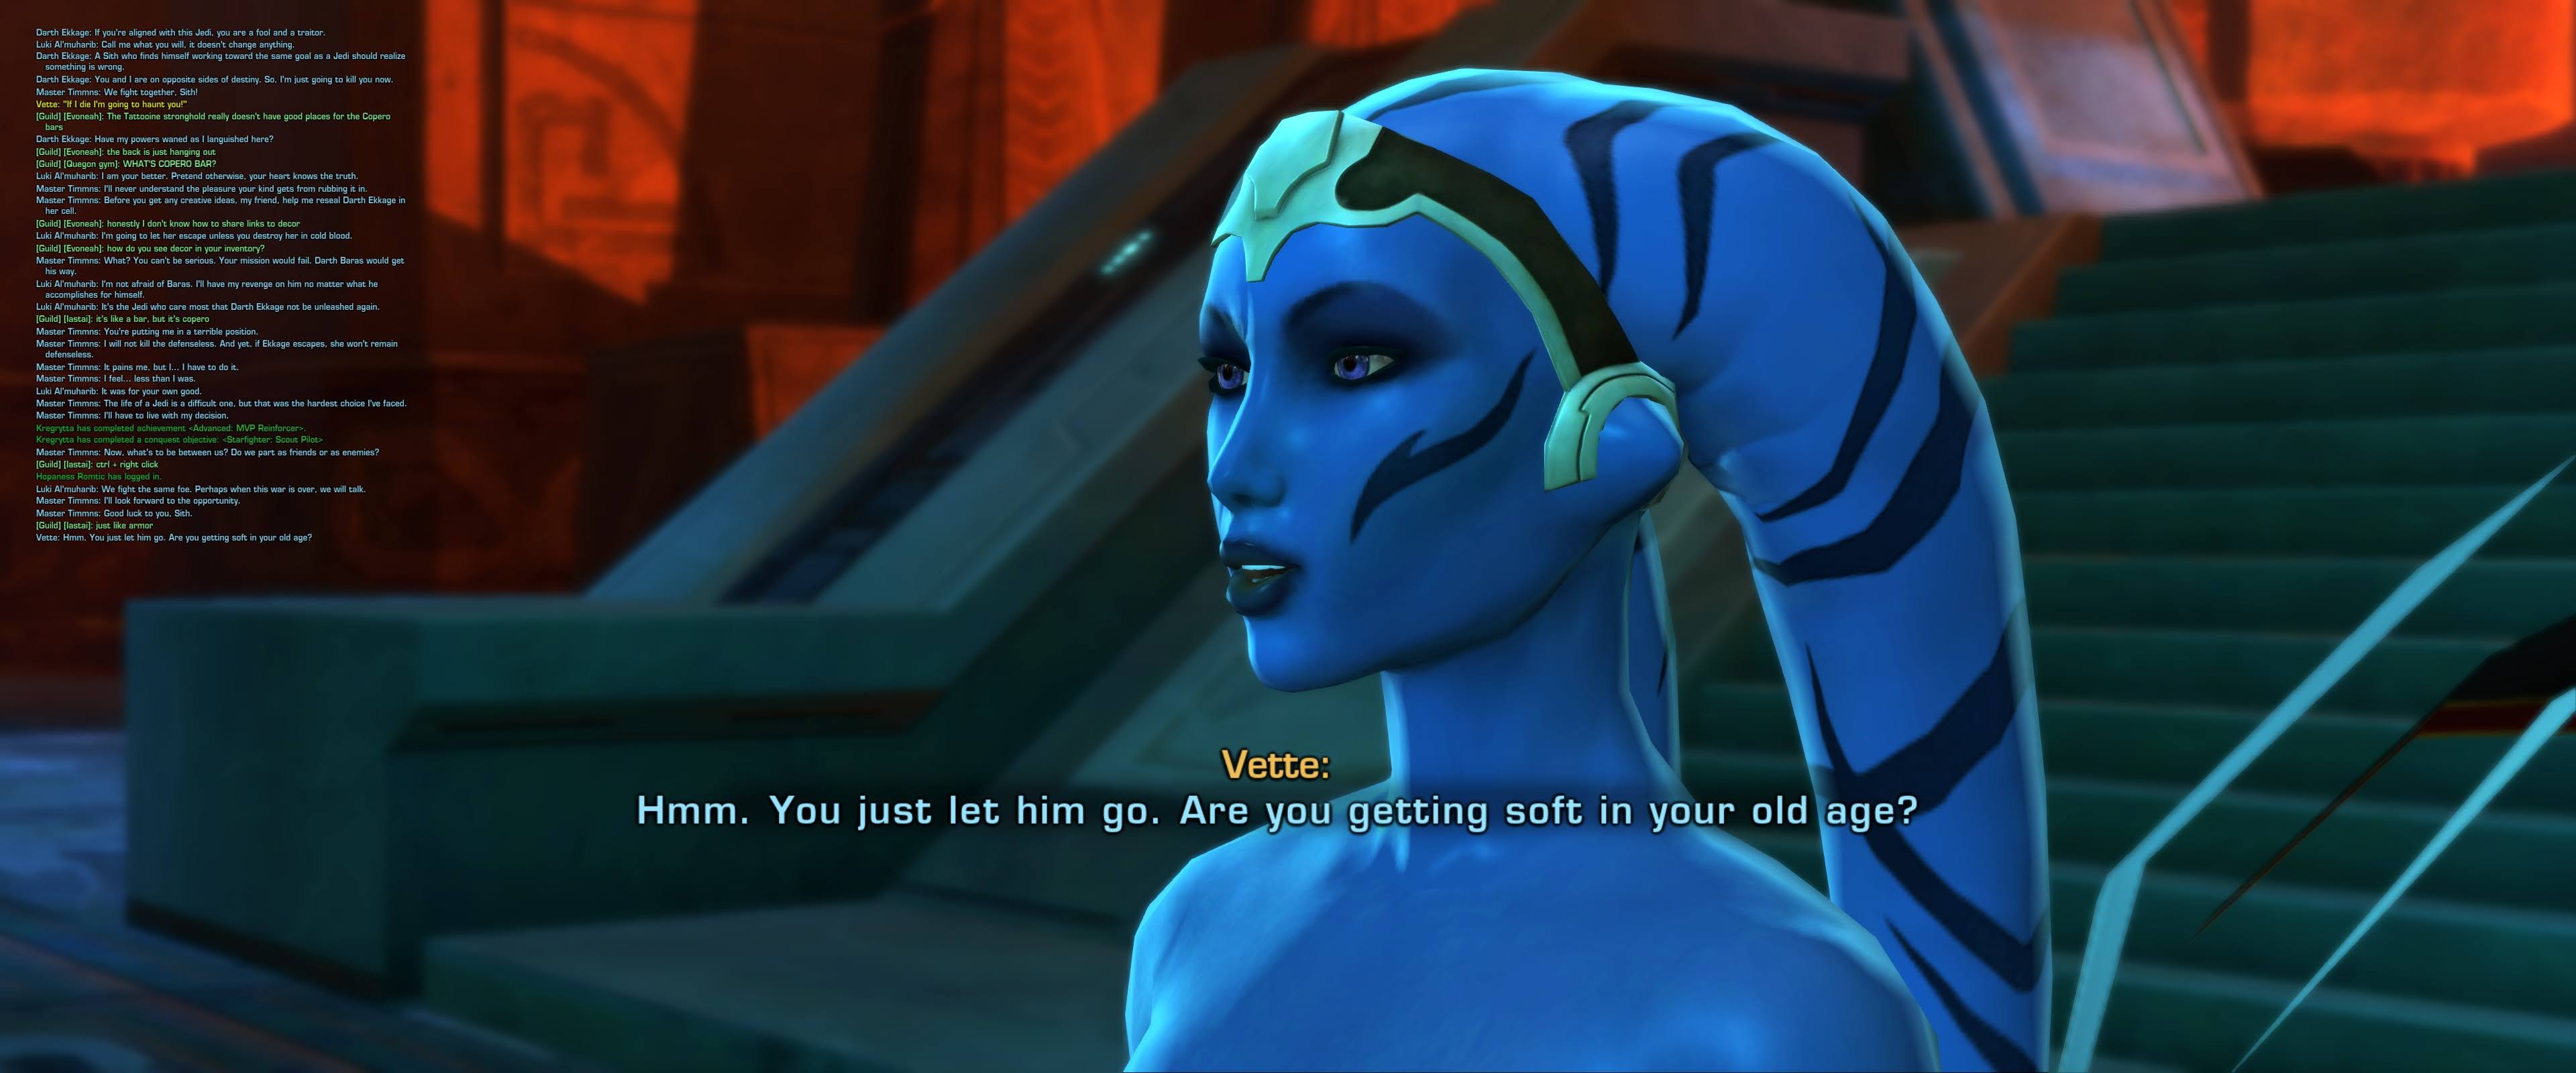 Darth Ekkage: If you're aligned with this Jedi, you are a fool and a traitor.
Luki Al'muharib: Call me what you will, it doesn't change anything.
Darth Ekkage: A Sith who finds himself working toward the same goal as a Jedi should realize
something is wrong.
Darth Ekkage: You and I are on opposite sides of destiny. So, I'm just going to kill you now.
Master Timmns: We fight together, Sith!
Vette: "If I die I'm going to haunt you!"
[Guild] [Evoneah]: The Tattooine stronghold really doesn't have good places for the Copero
bars
Darth Ekkage: Have my powers waned as I languished here?
[Guild] [Evoneah]: the back is just hanging out
[Guild] [Quegon gym]: WHAT'S COPERO BAR?
Luki Al'muharib: I am your better. Pretend otherwise, your heart knows the truth.
Master Timmns: I'll never understand the pleasure your kind gets from rubbing it in.
Master Timmns: Before you get any creative ideas, my friend, help me reseal Darth Ekkage in
her cell.
[Guild] [Evoneah]: honestly I don't know how to share links to decor
Luki Al'muharib: I'm going to let her escape unless you destroy her in cold blood.
[Guild] [Evoneah]: how do you see decor in your inventory?
Master Timmns: What? You can't be serious. Your mission would fail. Darth Baras would get
his way.
Luki Al'muharib: I'm not afraid of Baras. I'll have my revenge on him no matter what he
accomplishes for himself.
Luki Al'muharib: It's the Jedi who care most that Darth Ekkage not be unleashed again.
[Guild] [Iastai]: it's like a bar, but it's copero
Master Timmns: You're putting me in a terrible position.
Master Timmns: I will not kill the defenseless. And yet, if Ekkage escapes, she won't remain
defenseless.
Master Timmns: It pains me, but I... I have to do it.
Master Timmns: I feel... less than I was.
Luki Al'muharib: It was for your own good.
Master Timmns: The life of a Jedi is a difficult one, but that was the hardest choice I've faced.
Master Timmns: I'll have to live with my decision.
Kregrytta has completed achievement <Advanced: MVP Reinforcer>.
Kregrytta has completed a conquest objective: <Starfighter: Scout Pilot>
Master Timmns: Now, what's to be between us? Do we part as friends or as enemies?
[Guild] [Iastai]: ctrl + right click
Hopaness Romtic has logged in.
Luki Al'muharib: We fight the same foe. Perhaps when this war is over, we will talk.
Master Timmns: I'll look forward to the opportunity.
Master Timmns: Good luck to you, Sith.
[Guild] [Iastai]: just like armor
Vette: Hmm. You just let him go. Are you getting soft in your old age?
Vette:
Hmm. You just let him go. Are you getting soft in your old age?